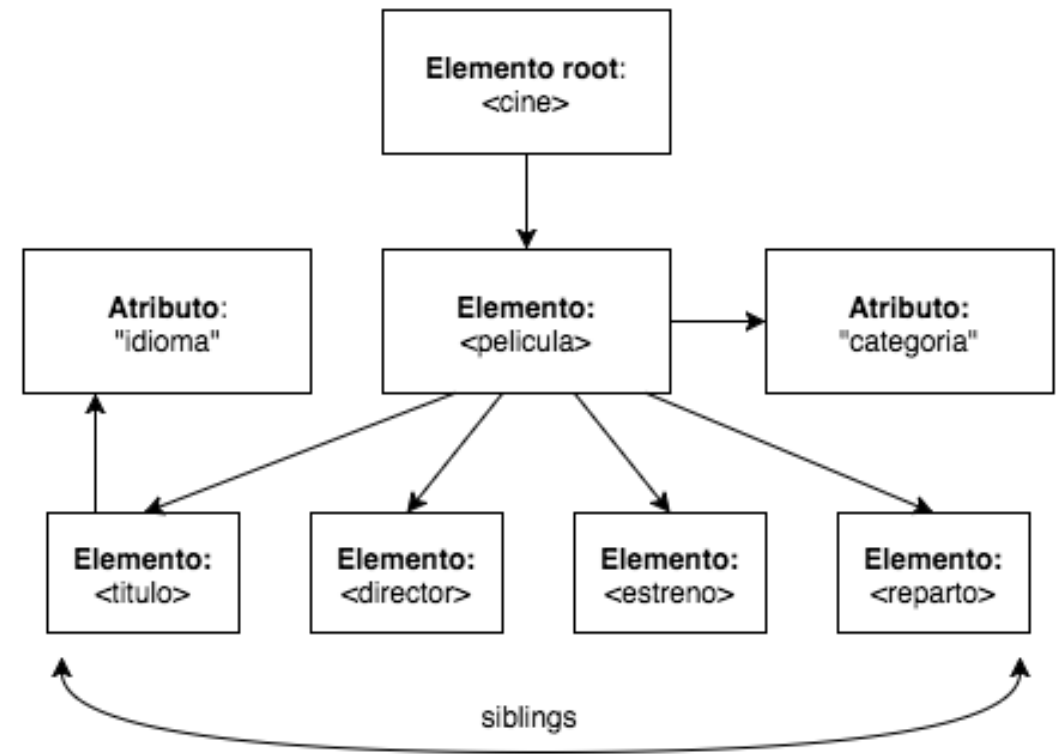 Elemento root:
<cine>
Atributo:
"idioma"
Elemento:
<pelicula>
Atributo:
"categoria"
Elemento:
<titulo>
Elemento:
<director>
Elemento:
<estreno>
Elemento:
<reparto>
siblings